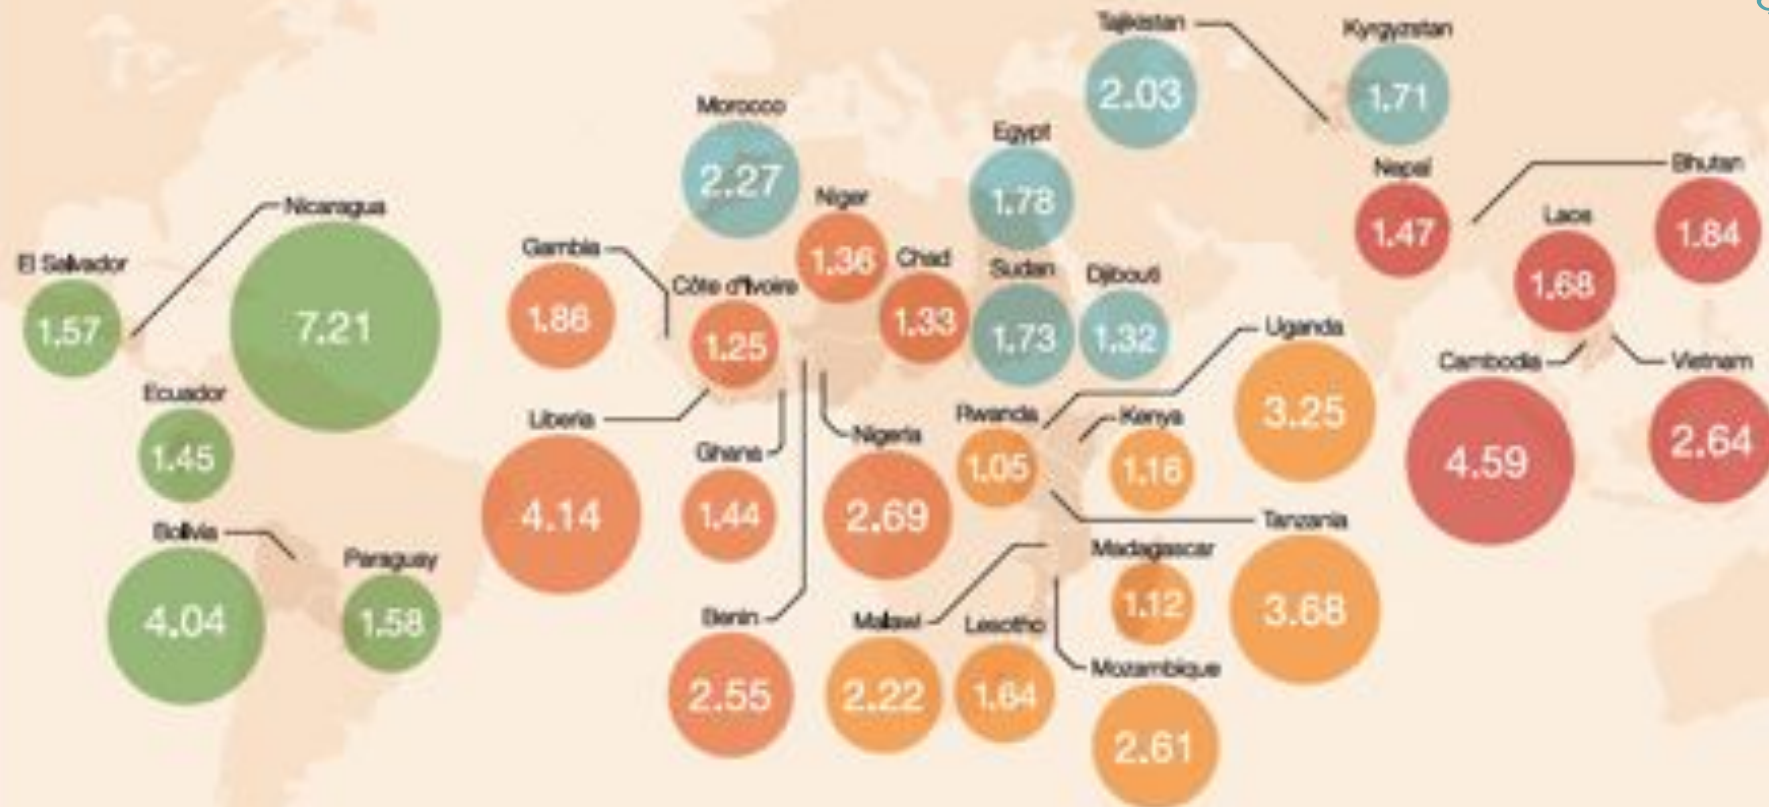 Tajikistan
2.03
Kyrgyzstan
1.71
Morocco
2.27
Egypt
1.78
Nepal
1.47
Bhutan
1.84
Nicaragua
7.21
Niger
1.36
Laos
1.68
El Salvador
1.57
Gambia
1.86
Côte d'Ivoire
1.25
Chad
1.33
Sudan
1.73
Djibouti
1.32
Uganda
3.25
Cambodia
4.59
Vietnam
2.64
Ecuador
1.45
Liberia
4.14
Ghana
1.44
Nigeria
2.69
Rwanda
1.05
Kenya
1.16
Bolivia
4.04
Paraguay
1.58
Tanzania
3.68
Madagascar
1.12
Benin
2.55
Malawi
2.22
Lesotho
1.64
Mozambique
2.61